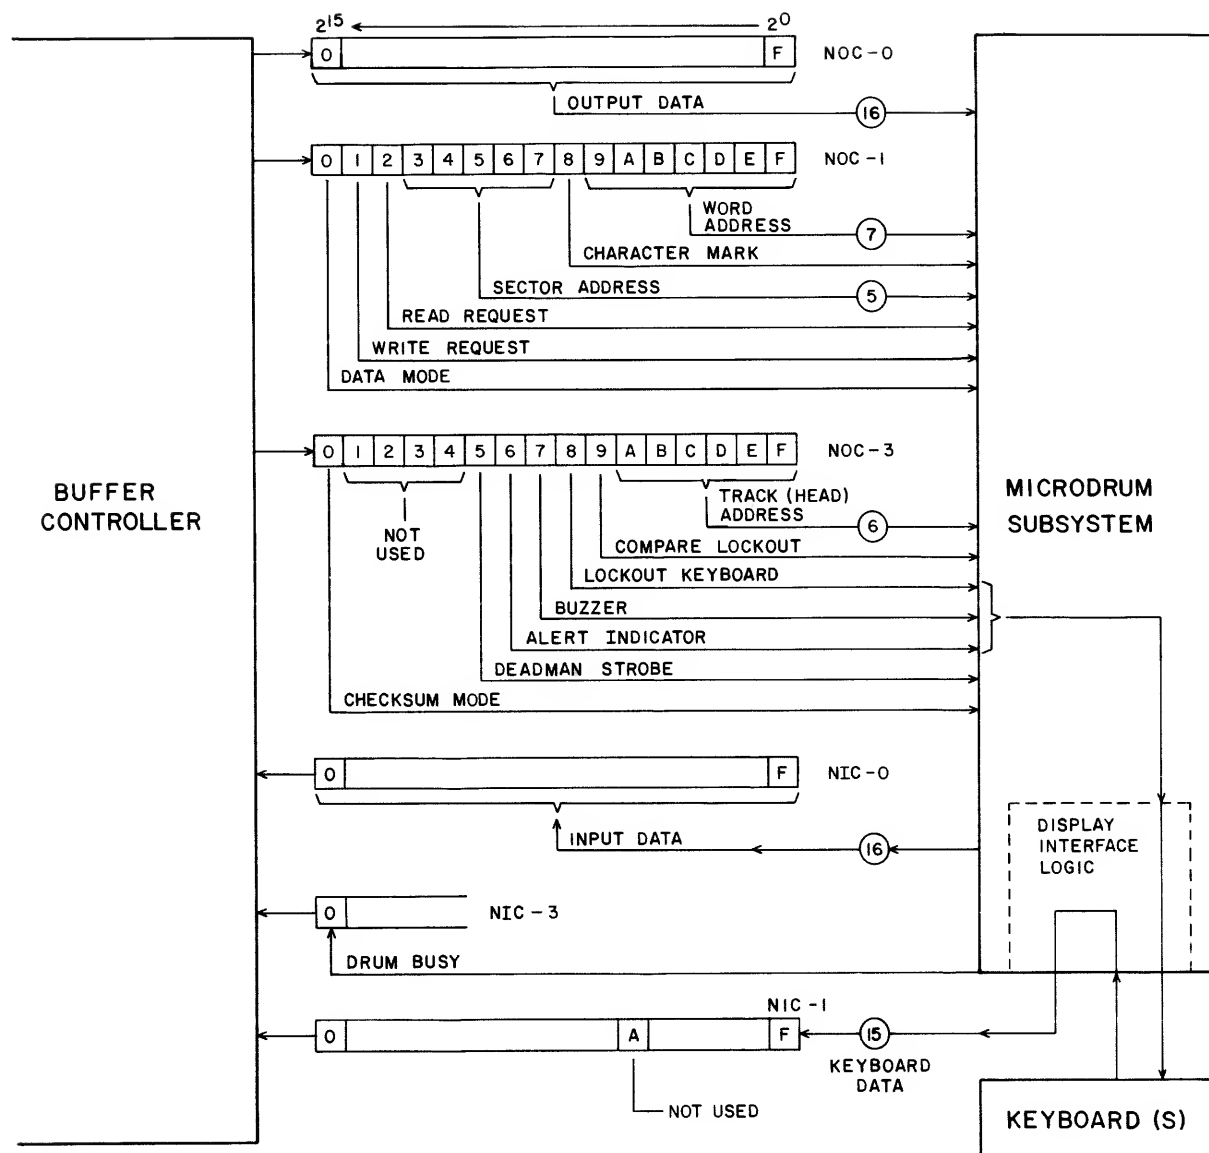 2^15 2^0
0 F NOC-0
OUTPUT DATA 16
0 1 2 3 4 5 6 7 8 9 A B C D E F NOC-1
WORD
ADDRESS 7
CHARACTER MARK
SECTOR ADDRESS 5
READ REQUEST
WRITE REQUEST
DATA MODE
0 1 2 3 4 5 6 7 8 9 A B C D E F NOC-3
BUFFER
CONTROLLER
MICRODRUM
SUBSYSTEM
NOT
USED
TRACK (HEAD)
ADDRESS 6
COMPARE LOCKOUT
LOCKOUT KEYBOARD
BUZZER
ALERT INDICATOR
DEADMAN STROBE
CHECKSUM MODE
0 F NIC-0
INPUT DATA 16
DISPLAY
INTERFACE
LOGIC
0 NIC-3
DRUM BUSY
NIC-1
0 A F 15
KEYBOARD
DATA
NOT USED
KEYBOARD (S)